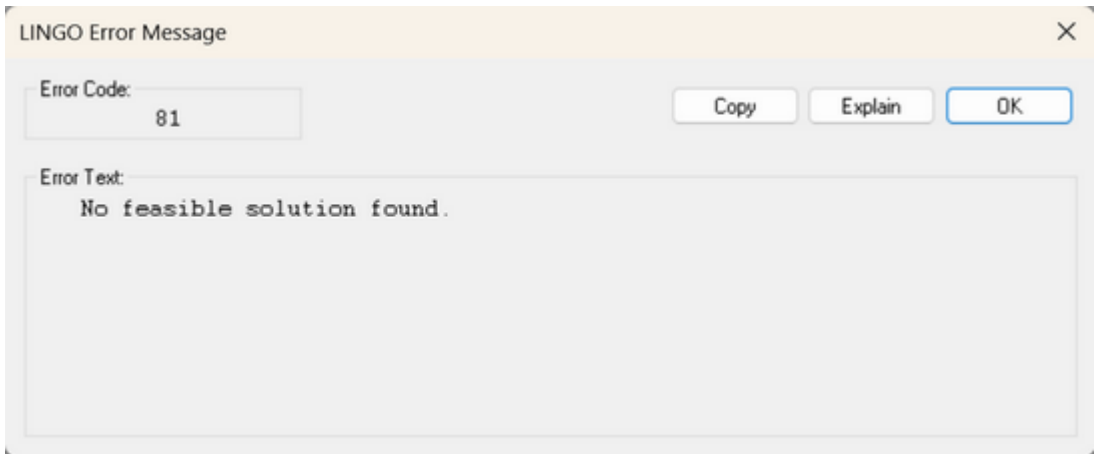 LINGO Error Message
Error Code:
81
Copy Explain OK
Error Text:
No feasible solution found.